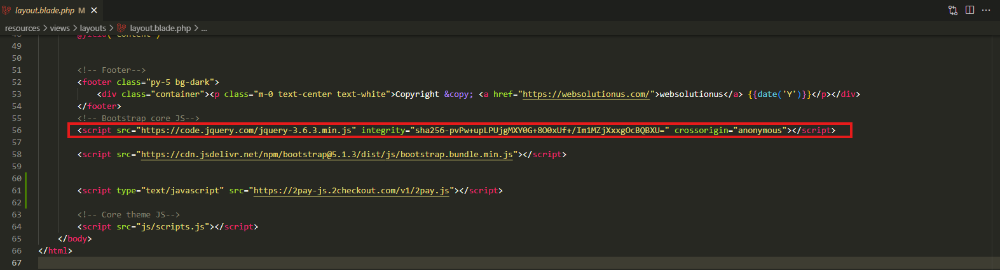 layout.blade.php M
resources > views > layouts > layout.blade.php > ...
48 @yield('content')
49
50
51 <!-- Footer-->
52 <footer class="py-5 bg-dark">
53 <div class="container"><p class="m-0 text-center text-white">Copyright &copy; <a href="https://websolutionus.com/">websolutionus</a> {{date('Y')}}</p></div>
54 </footer>
55 <!-- Bootstrap core JS-->
56 <script src="https://code.jquery.com/jquery-3.6.3.min.js" integrity="sha256-pvPw+upLPUjgMXY0G+8O0xUf+/Im1MZjXxxgOcBQBXU=" crossorigin="anonymous"></script>
57
58 <script src="https://cdn.jsdelivr.net/npm/bootstrap@5.1.3/dist/js/bootstrap.bundle.min.js"></script>
59
60
61 <script type="text/javascript" src="https://2pay-js.2checkout.com/v1/2pay.js"></script>
62
63 <!-- Core theme JS-->
64 <script src="js/scripts.js"></script>
65 </body>
66 </html>
67